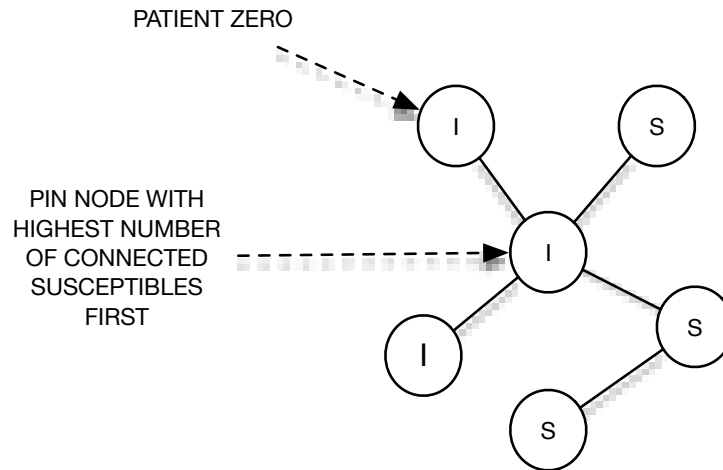 PATIENT ZERO
I
S
PIN NODE WITH
HIGHEST NUMBER
OF CONNECTED
SUSCEPTIBLES
FIRST
I
S
I
S